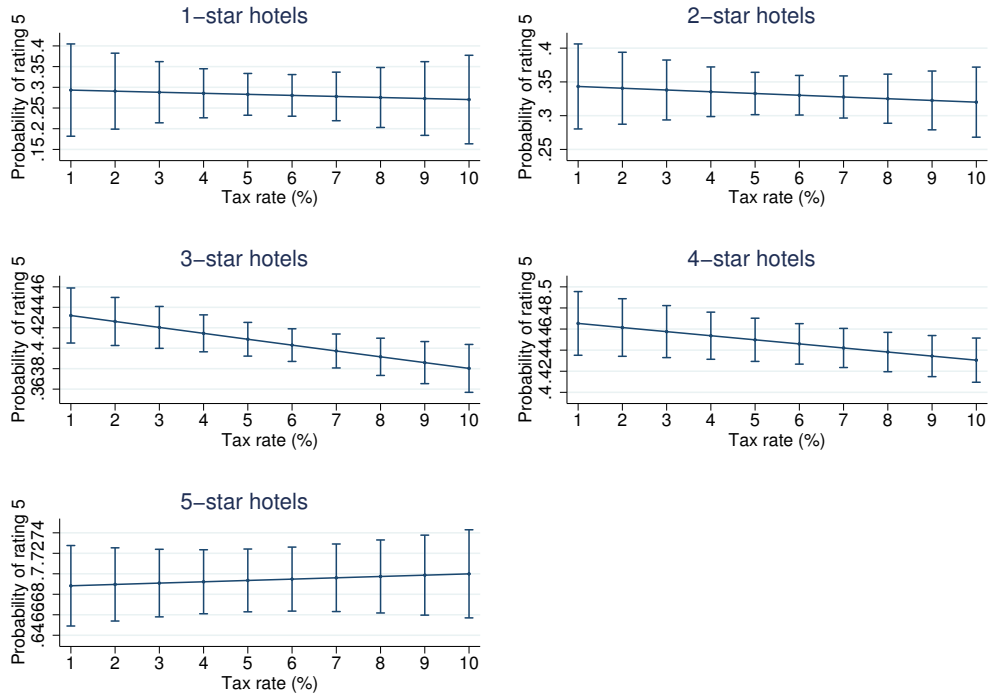 1−star hotels
Probability of rating 5
.15.2.25.3.35.4
1 2 3 4 5 6 7 8 9 10
Tax rate (%)
2−star hotels
Probability of rating 5
.25 .3 .35 .4
1 2 3 4 5 6 7 8 9 10
Tax rate (%)
3−star hotels
Probability of rating 5
.3638.4.424446
1 2 3 4 5 6 7 8 9 10
Tax rate (%)
4−star hotels
Probability of rating 5
.4.424446.48.5
1 2 3 4 5 6 7 8 9 10
Tax rate (%)
5−star hotels
Probability of rating 5
.646668.7.7274
1 2 3 4 5 6 7 8 9 10
Tax rate (%)